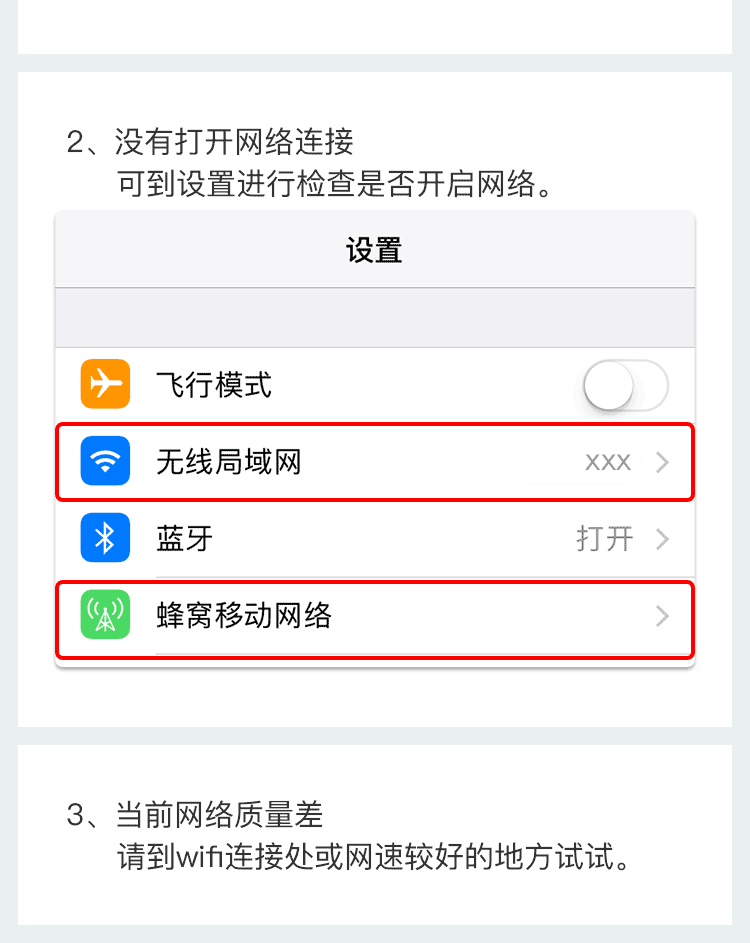 2、没有打开网络连接
可到设置进行检查是否开启网络。
设置
飞行模式
无线局域网 xxx
蓝牙 打开
蜂窝移动网络
3、当前网络质量差
请到wifi连接处或网速较好的地方试试。